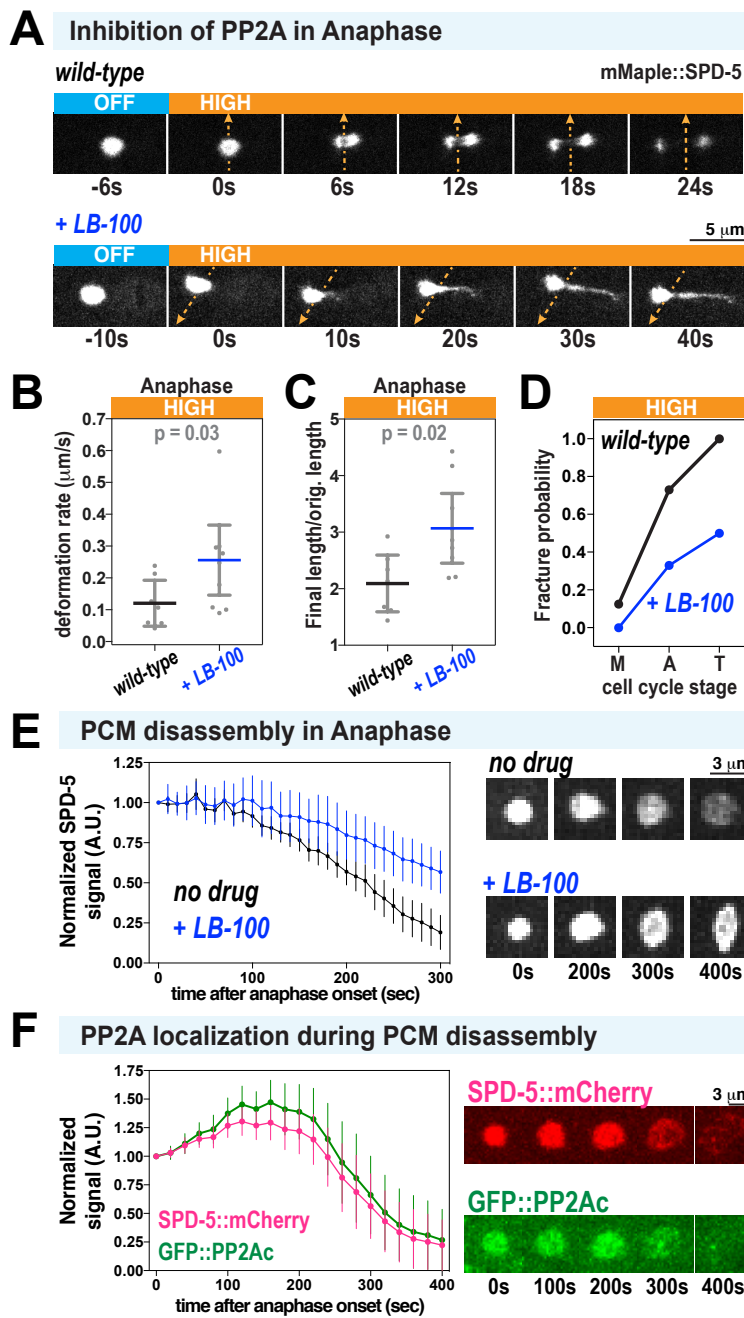 A Inhibition of PP2A in Anaphase
wild-type mMaple::SPD-5
OFF HIGH
-6s 0s 6s 12s 18s 24s
+ LB-100 5 μm
OFF HIGH
-10s 0s 10s 20s 30s 40s
B Anaphase
HIGH
p = 0.03
deformation rate (μm/s)
0.7
0.6
0.5
0.4
0.3
0.2
0.1
0.0
wild-type + LB-100
C Anaphase
HIGH
p = 0.02
Final length/orig. length
5
4
3
2
1
wild-type + LB-100
D
HIGH
wild-type
+ LB-100
Fracture probability
1.0
0.8
0.6
0.4
0.2
0.0
M A T
cell cycle stage
E PCM disassembly in Anaphase
Normalized SPD-5
signal (A.U.)
1.25
1.00
0.75
0.50
0.25
0.00
no drug
+ LB-100
0 100 200 300
time after anaphase onset (sec)
no drug 3 μm
+ LB-100
0s 200s 300s 400s
F PP2A localization during PCM disassembly
Normalized
signal (A.U.)
1.75
1.50
1.25
1.00
0.75
0.50
0.25
0.00
SPD-5::mCherry
GFP::PP2Ac
0 100 200 300 400
time after anaphase onset (sec)
SPD-5::mCherry 3 μm
GFP::PP2Ac
0s 100s 200s 300s 400s